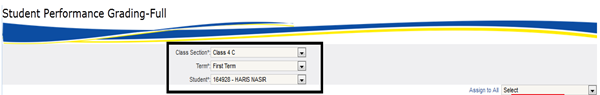 Student Performance Grading-Full
Class Section*: Class 4 C
Term*: First Term
Student*: 164928 - HARIS NASIR
Assign to All Select